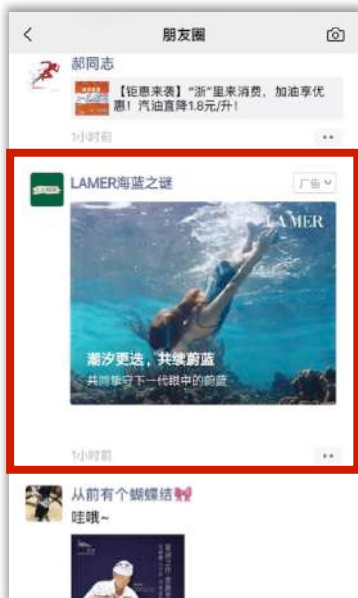 朋友圈
郝同志
【钜惠来袭】“浙”里来消费，加油享优
惠！汽油直降1.8元/升！
1小时前
LAMER海蓝之谜
广告
LA MER
潮汐更迭，共续蔚蓝
共同挚守下一代眼中的蔚蓝
1小时前
从前有个蝴蝶结🎀
哇哦~